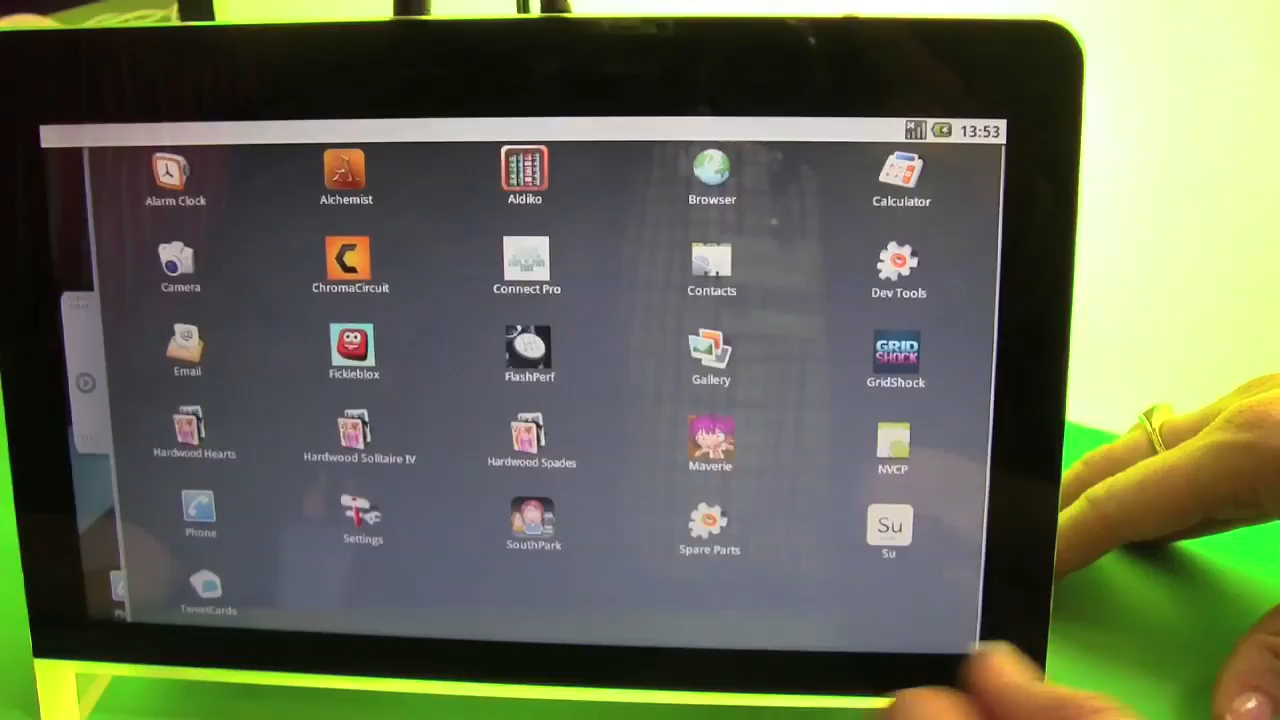 13:53
Alarm Clock
Alchemist
Aldiko
Browser
Calculator
Camera
ChromaCircuit
Connect Pro
Contacts
Dev Tools
Email
Fickleblox
FlashPerf
Gallery
GRID
SHOCK
GridShock
Hardwood Hearts
Hardwood Solitaire IV
Hardwood Spades
Maverie
NVCP
Phone
Settings
SouthPark
Spare Parts
Su
Su
TweetCards